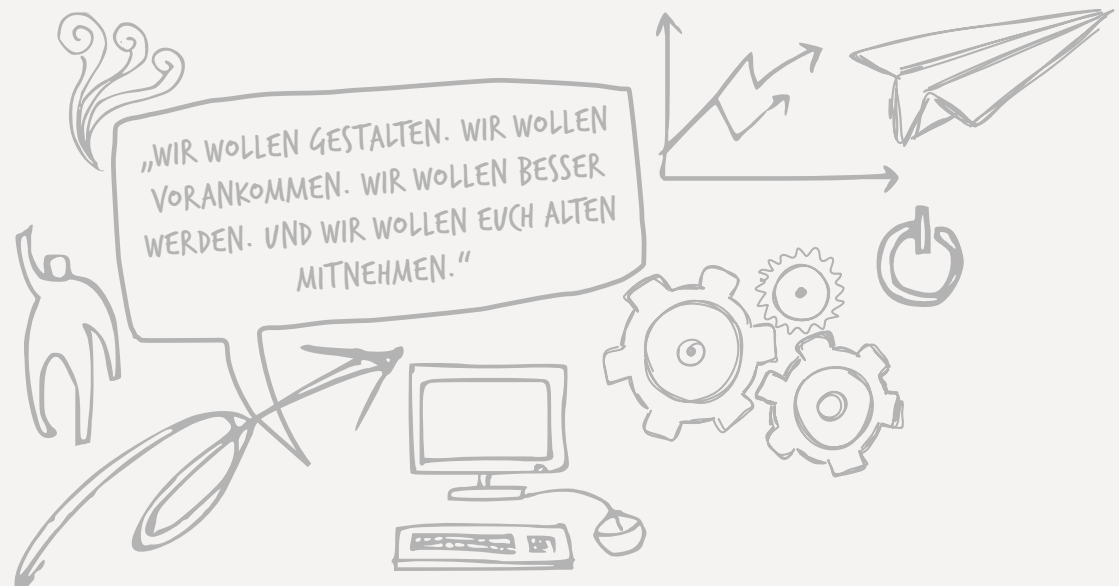 „WIR WOLLEN GESTALTEN. WIR WOLLEN
VORANKOMMEN. WIR WOLLEN BESSER
WERDEN. UND WIR WOLLEN EUCH ALTEN
MITNEHMEN.“